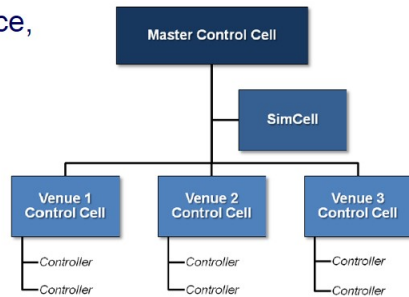 ce,
Master Control Cell
SimCell
Venue 1
Control Cell
Venue 2
Control Cell
Venue 3
Control Cell
Controller
Controller
Controller
Controller
Controller
Controller